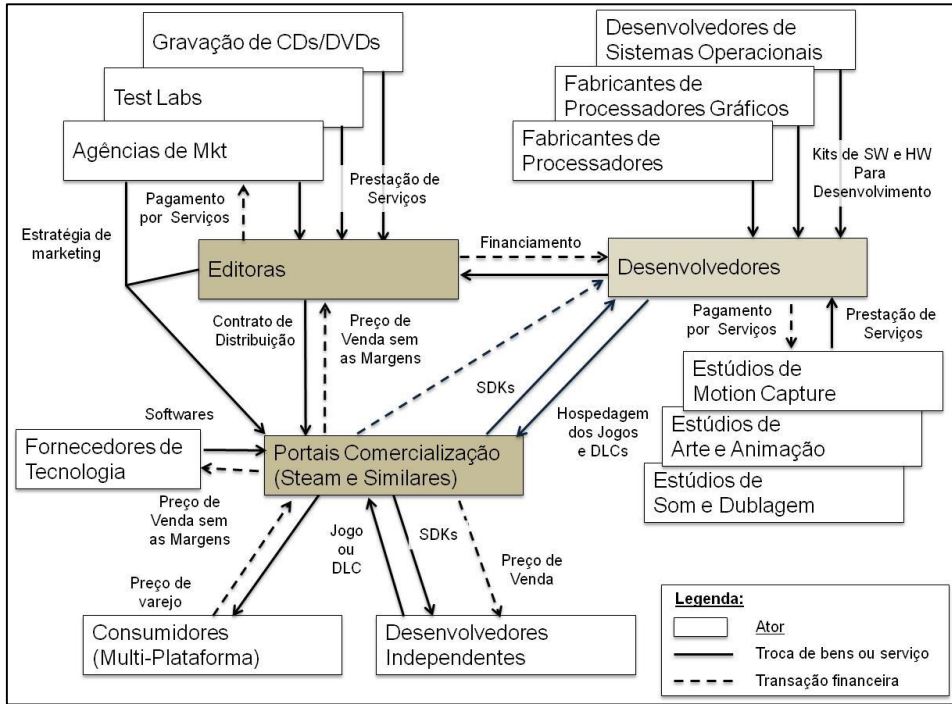 Gravação de CDs/DVDs
Test Labs
Agências de Mkt
Desenvolvedores de
Sistemas Operacionais
Fabricantes de
Processadores Gráficos
Fabricantes de
Processadores
Kits de SW e HW
Para
Desenvolvimento
Pagamento
por Serviços
Prestação de
Serviços
Estratégia de
marketing
Editoras
Financiamento
Desenvolvedores
Contrato de
Distribuição
Preço de
Venda sem
as Margens
Pagamento
por Serviços
Prestação de
Serviços
SDKs
Hospedagem
dos Jogos
e DLCs
Estúdios de
Motion Capture
Estúdios de
Arte e Animação
Estúdios de
Som e Dublagem
Softwares
Fornecedores de
Tecnologia
Portais Comercialização
(Steam e Similares)
Preço de
Venda sem
as Margens
Jogo
ou
DLC
SDKs
Preço de
Venda
Preço de
varejo
Consumidores
(Multi-Plataforma)
Desenvolvedores
Independentes
Legenda:
Ator
Troca de bens ou serviço
Transação financeira